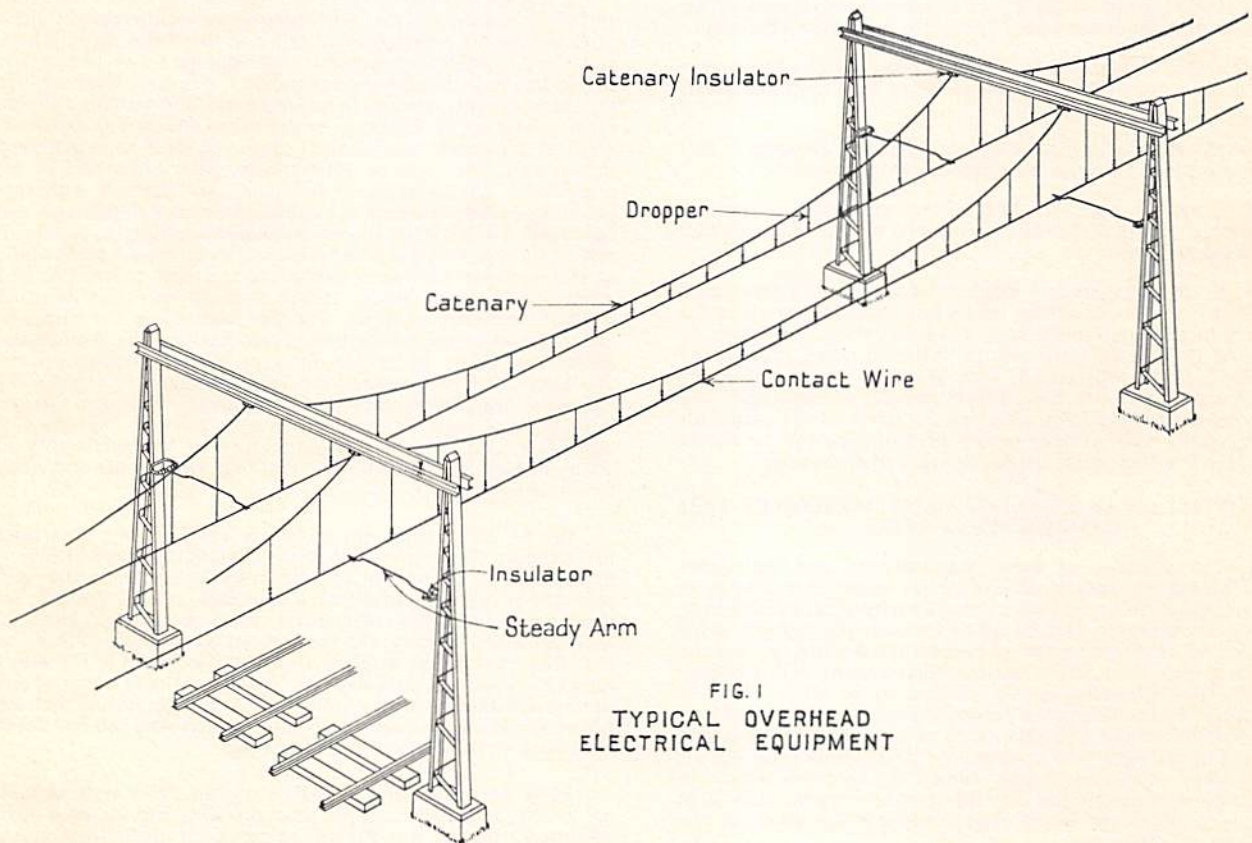 Catenary Insulator
Dropper
Catenary
Contact Wire
Insulator
Steady Arm
FIG. 1
TYPICAL OVERHEAD
ELECTRICAL EQUIPMENT